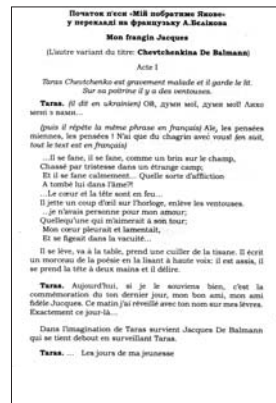 Початок п'єси «Мій побратиме Якове»
у перекладі на французьку А.Бєлікова
Mon frangin Jacques
(L'autre variant du titre: Chevtchenkina De Balmann)
Acte I
Taras Chevtchenko est gravement malade et il garde le lit.
Sur sa poitrine il y a des ventouses.
Taras. (il dit en ukrainien) Ой, думи мої, думи мої! Лихо
мені з вами...
(puis il répète la même phrase en français) Aïe, les pensées
miennes, les pensées ! N'ai que du chagrin avec vous! (en suit,
tout le text est en français)
...Il se fane, il se fane, comme un bris sur le champ,
Chassé par tristesse dans un étrange camp;
Et il se fane calmement... Quelle sorte d'affliction
A tombé lui dans l'âme?!
...Le cœur et la tête sont en feu...
Il jette un coup d'œil sur l'horloge, enlève les ventouses.
...je n'avais personne pour mon amour;
Quellequ'une qui m'aimerait à son tour;
Mon cœur pleurait et lamentait,
Et se figeait dans la vacuité...
Il se lève, va à la table, prend une cuiller de la tisane. Il écrit
un morceau de la poésie en la lisant à haute voix: il est assis, il
se prend la tête à deux mains et il délire.
Taras. Aujourd'hui, si je le souviens bien, c'est la
commémoration du ton dernier jour, mon bon ami, mon ami
fidèle Jacques. Ce matin j'ai réveillé avec ton nom sur mes lèvres.
Exactement ce jour-là...
Dans l'imagination de Taras survient Jacques De Balmann
qui se tient debout en surveillant Taras.
Taras. ... Les jours de ma jeunesse